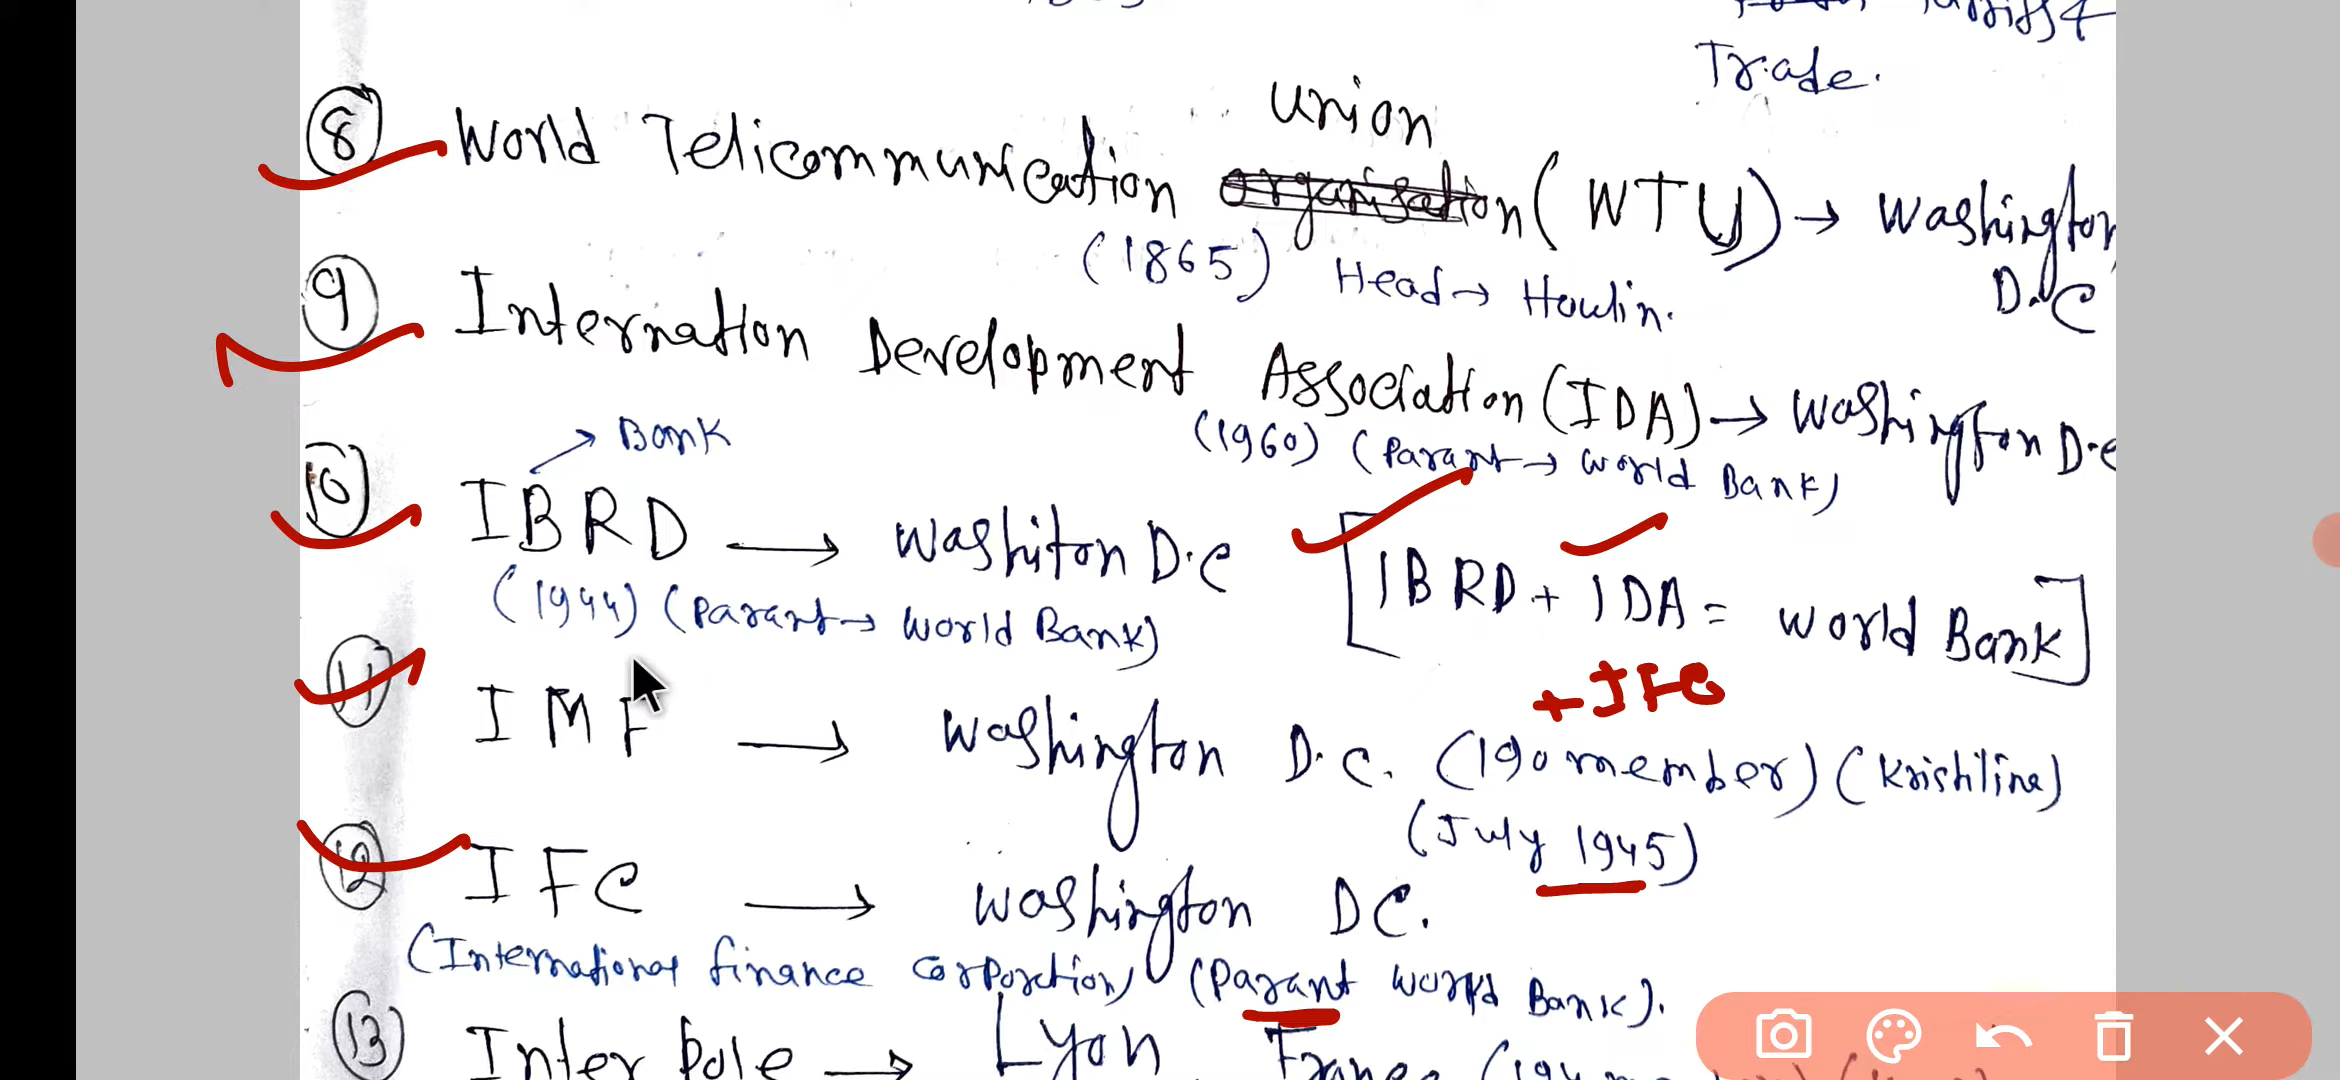 Trade.
⑧ World Telicommunication organisation union (WTU) → Washington D.C
(1865) Head → Houlin.
⑨ Internation Development Association (IDA) → Washington D.C
(1960) (Parant → World Bank)
→ Bank
⑩ IBRD → Washiton D.C [IBRD + IDA = World Bank]
(1944) (Parant → World Bank)
+ IFC
⑪ IMF → Washington D.C. (190 member) (Krishtline)
(July 1945)
⑫ IFC → Washington DC.
(International finance Corporction) (Parant World Bank).
⑬ Inter Pole → Lyon, France